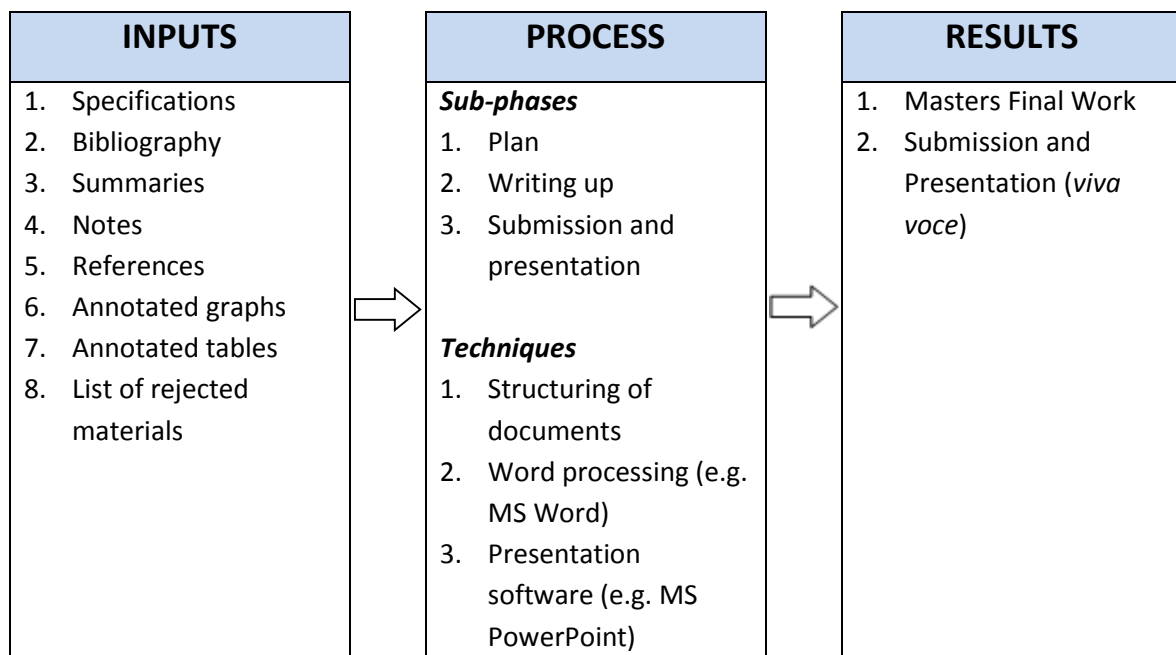 INPUTS
1. Specifications
2. Bibliography
3. Summaries
4. Notes
5. References
6. Annotated graphs
7. Annotated tables
8. List of rejected
materials
PROCESS
Sub-phases
1. Plan
2. Writing up
3. Submission and
presentation
Techniques
1. Structuring of
documents
2. Word processing (e.g.
MS Word)
3. Presentation
software (e.g. MS
PowerPoint)
RESULTS
1. Masters Final Work
2. Submission and
Presentation (viva
voce)